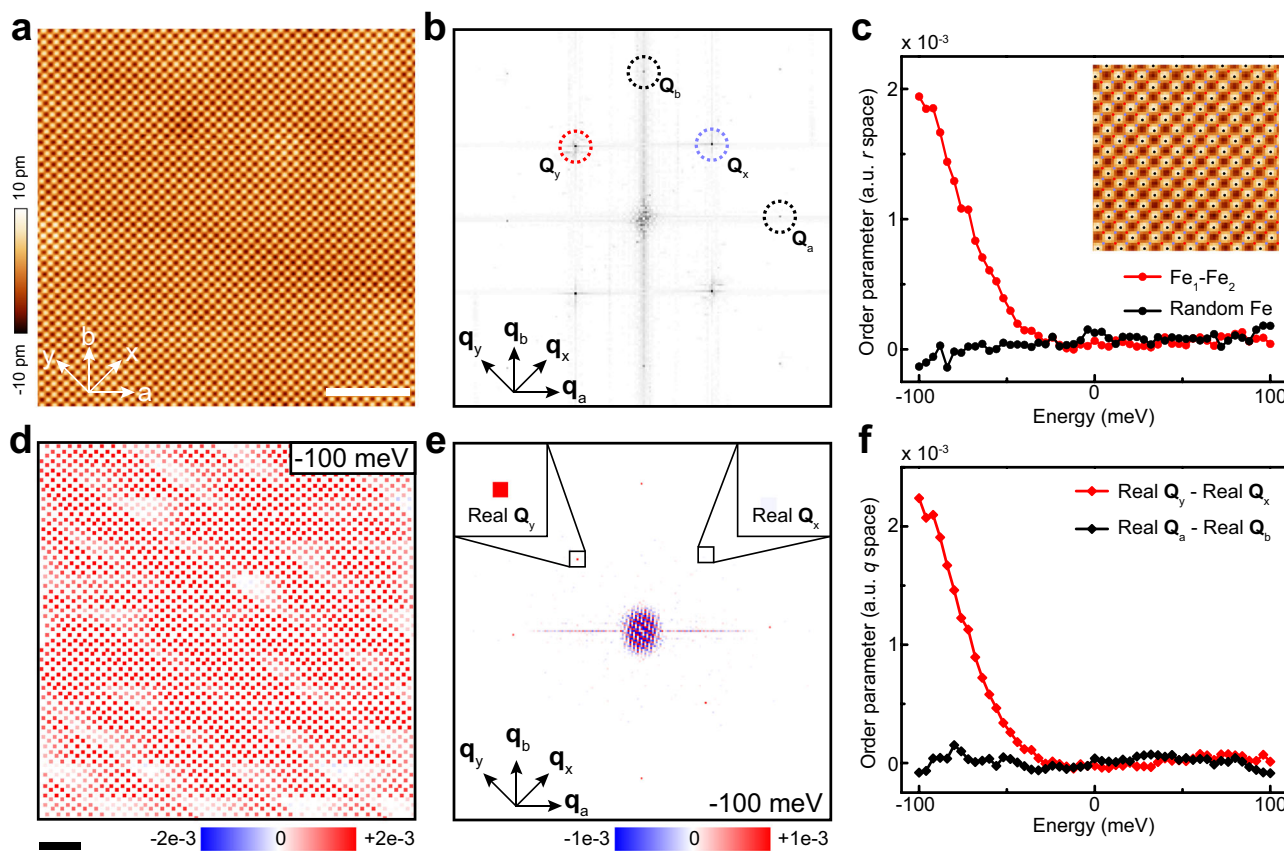 a
10 pm
-10 pm
b
y
x
a
b
Q_b
Q_y
Q_x
Q_a
q_y
q_b
q_x
q_a
c
x 10^-3
Order parameter (a.u. r space)
2
1
0
Fe_1-Fe_2
Random Fe
-100
0
100
Energy (meV)
d
-100 meV
-2e-3
0
+2e-3
e
Real Q_y
Real Q_x
q_y
q_b
q_x
q_a
-100 meV
-1e-3
0
+1e-3
f
x 10^-3
Order parameter (a.u. q space)
2
1
0
Real Q_y - Real Q_x
Real Q_a - Real Q_b
-100
0
100
Energy (meV)